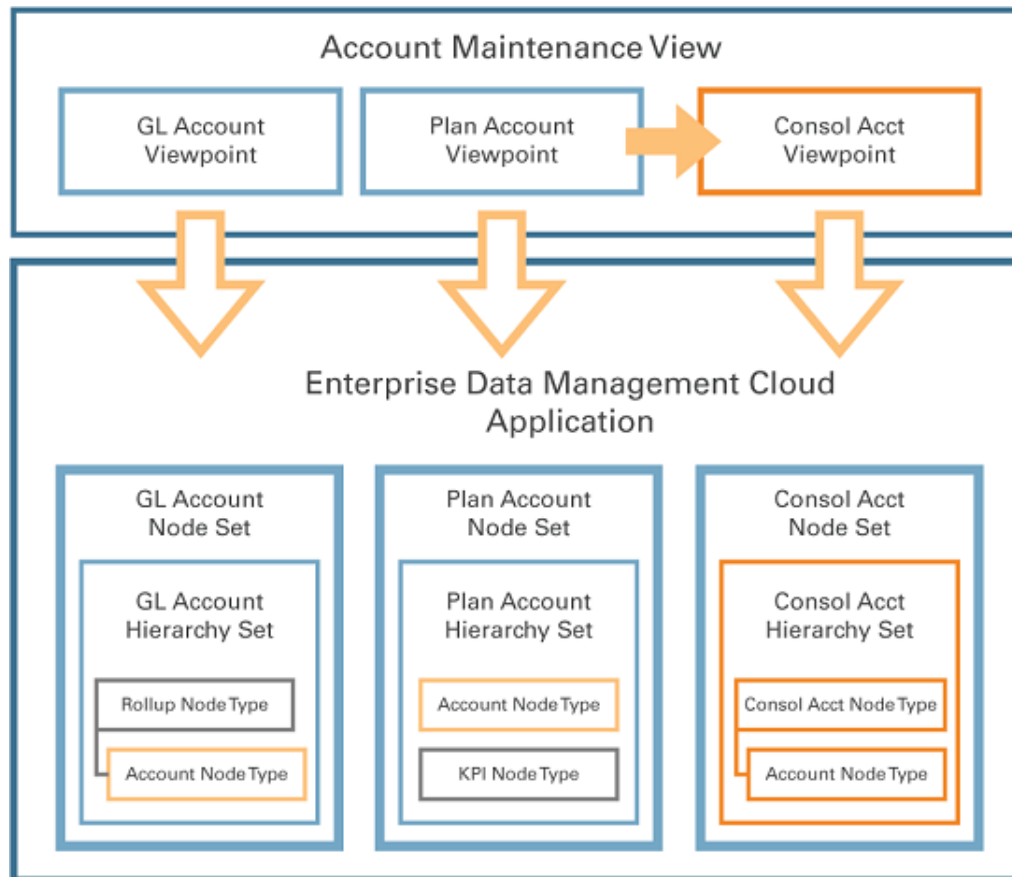 Account Maintenance View
GL Account
Viewpoint
Plan Account
Viewpoint
Consol Acct
Viewpoint
Enterprise Data Management Cloud
Application
GL Account
Node Set
GL Account
Hierarchy Set
Rollup Node Type
Account Node Type
Plan Account
Node Set
Plan Account
Hierarchy Set
Account Node Type
KPI Node Type
Consol Acct
Node Set
Consol Acct
Hierarchy Set
Consol Acct Node Type
Account Node Type